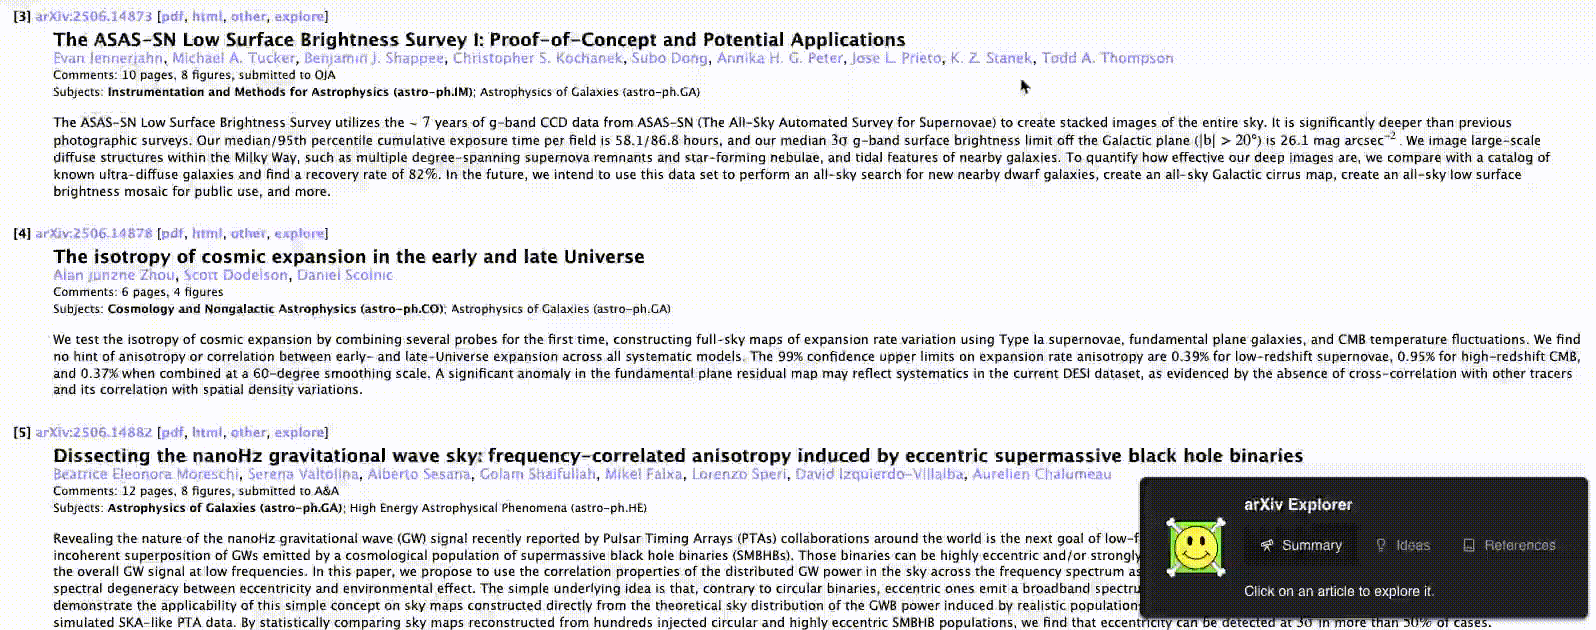 [3] arXiv:2506.14873 [pdf, html, other, explore]
The ASAS-SN Low Surface Brightness Survey I: Proof-of-Concept and Potential Applications
Evan Jennerjahn, Michael A. Tucker, Benjamin J. Shappee, Christopher S. Kochanek, Subo Dong, Annika H. G. Peter, Jose L. Prieto, K. Z. Stanek, Todd A. Thompson
Comments: 10 pages, 8 figures, submitted to OJA
Subjects: Instrumentation and Methods for Astrophysics (astro-ph.IM); Astrophysics of Galaxies (astro-ph.GA)
The ASAS-SN Low Surface Brightness Survey utilizes the ~ 7 years of g-band CCD data from ASAS-SN (The All-Sky Automated Survey for Supernovae) to create stacked images of the entire sky. It is significantly deeper than previous
photographic surveys. Our median/95th percentile cumulative exposure time per field is 58.1/86.8 hours, and our median 3σ g-band surface brightness limit off the Galactic plane (|b| > 20°) is 26.1 mag arcsec⁻². We image large-scale
diffuse structures within the Milky Way, such as multiple degree-spanning supernova remnants and star-forming nebulae, and tidal features of nearby galaxies. To quantify how effective our deep images are, we compare with a catalog of
known ultra-diffuse galaxies and find a recovery rate of 82%. In the future, we intend to use this data set to perform an all-sky search for new nearby dwarf galaxies, create an all-sky Galactic cirrus map, create an all-sky low surface
brightness mosaic for public use, and more.
[4] arXiv:2506.14878 [pdf, html, other, explore]
The isotropy of cosmic expansion in the early and late Universe
Alan Junzhe Zhou, Scott Dodelson, Daniel Scolnic
Comments: 6 pages, 4 figures
Subjects: Cosmology and Nongalactic Astrophysics (astro-ph.CO); Astrophysics of Galaxies (astro-ph.GA)
We test the isotropy of cosmic expansion by combining several probes for the first time, constructing full-sky maps of expansion rate variation using Type Ia supernovae, fundamental plane galaxies, and CMB temperature fluctuations. We find
no hint of anisotropy or correlation between early- and late-Universe expansion across all systematic models. The 99% confidence upper limits on expansion rate anisotropy are 0.39% for low-redshift supernovae, 0.95% for high-redshift CMB,
and 0.37% when combined at a 60-degree smoothing scale. A significant anomaly in the fundamental plane residual map may reflect systematics in the current DESI dataset, as evidenced by the absence of cross-correlation with other tracers
and its correlation with spatial density variations.
[5] arXiv:2506.14882 [pdf, html, other, explore]
Dissecting the nanoHz gravitational wave sky: frequency-correlated anisotropy induced by eccentric supermassive black hole binaries
Beatrice Eleonora Moreschi, Serena Valtolina, Alberto Sesana, Golam Shaifullah, Mikel Falxa, Lorenzo Speri, David Izquierdo-Villalba, Aurelien Chalumeau
Comments: 12 pages, 8 figures, submitted to A&A
Subjects: Astrophysics of Galaxies (astro-ph.GA); High Energy Astrophysical Phenomena (astro-ph.HE)
Revealing the nature of the nanoHz gravitational wave (GW) signal recently reported by Pulsar Timing Arrays (PTAs) collaborations around the world is the next goal of low-f
incoherent superposition of GWs emitted by a cosmological population of supermassive black hole binaries (SMBHBs). Those binaries can be highly eccentric and/or strongly
the overall GW signal at low frequencies. In this paper, we propose to use the correlation properties of the distributed GW power in the sky across the frequency spectrum as
spectral degeneracy between eccentricity and environmental effect. The simple underlying idea is that, contrary to circular binaries, eccentric ones emit a broadband spectru
demonstrate the applicability of this simple concept on sky maps constructed directly from the theoretical sky distribution of the GWB power induced by realistic population
simulated SKA-like PTA data. By statistically comparing sky maps reconstructed from hundreds injected circular and highly eccentric SMBHB populations, we find that eccentricity can be detected at 3σ in more than 50% of cases.
arXiv Explorer
Summary Ideas References
Click on an article to explore it.